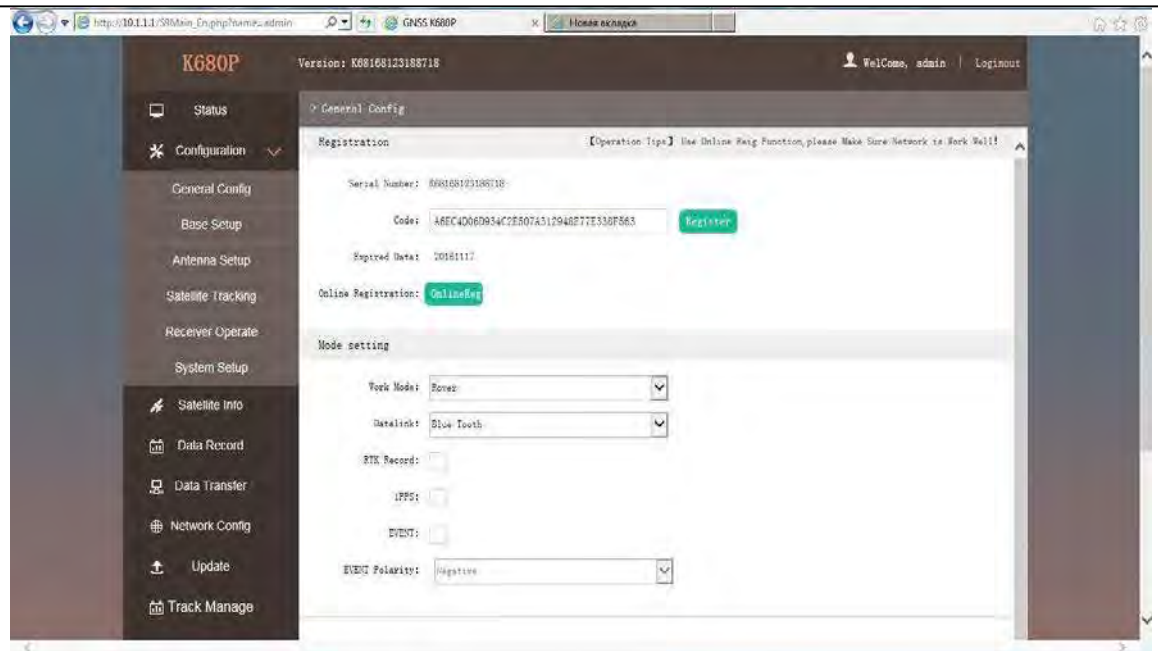 http://10.1.1.1/S9Main_En.php?name=admin
GNSS K680P
Новая вкладка
K680P
Version: K68168123188718
WelCome, admin | Loginout
Status
> General Config
Configuration
Registration
【Operation Tips】 Use Online Reig Function,please Make Sure Network is Work Well!
General Config
Serial Number: K68168123188718
Base Setup
Code:
Register
Antenna Setup
Expired Data: 20161117
Satellite Tracking
Online Registration: OnlineReg
Receiver Operate
Mode setting
System Setup
Work Mode: Rover
Satellite Info
Datalink: Blue Tooth
Data Record
RTK Record:
Data Transfer
1PPS:
Network Config
EVENT:
Update
EVENT Polarity: Negative
Track Manage